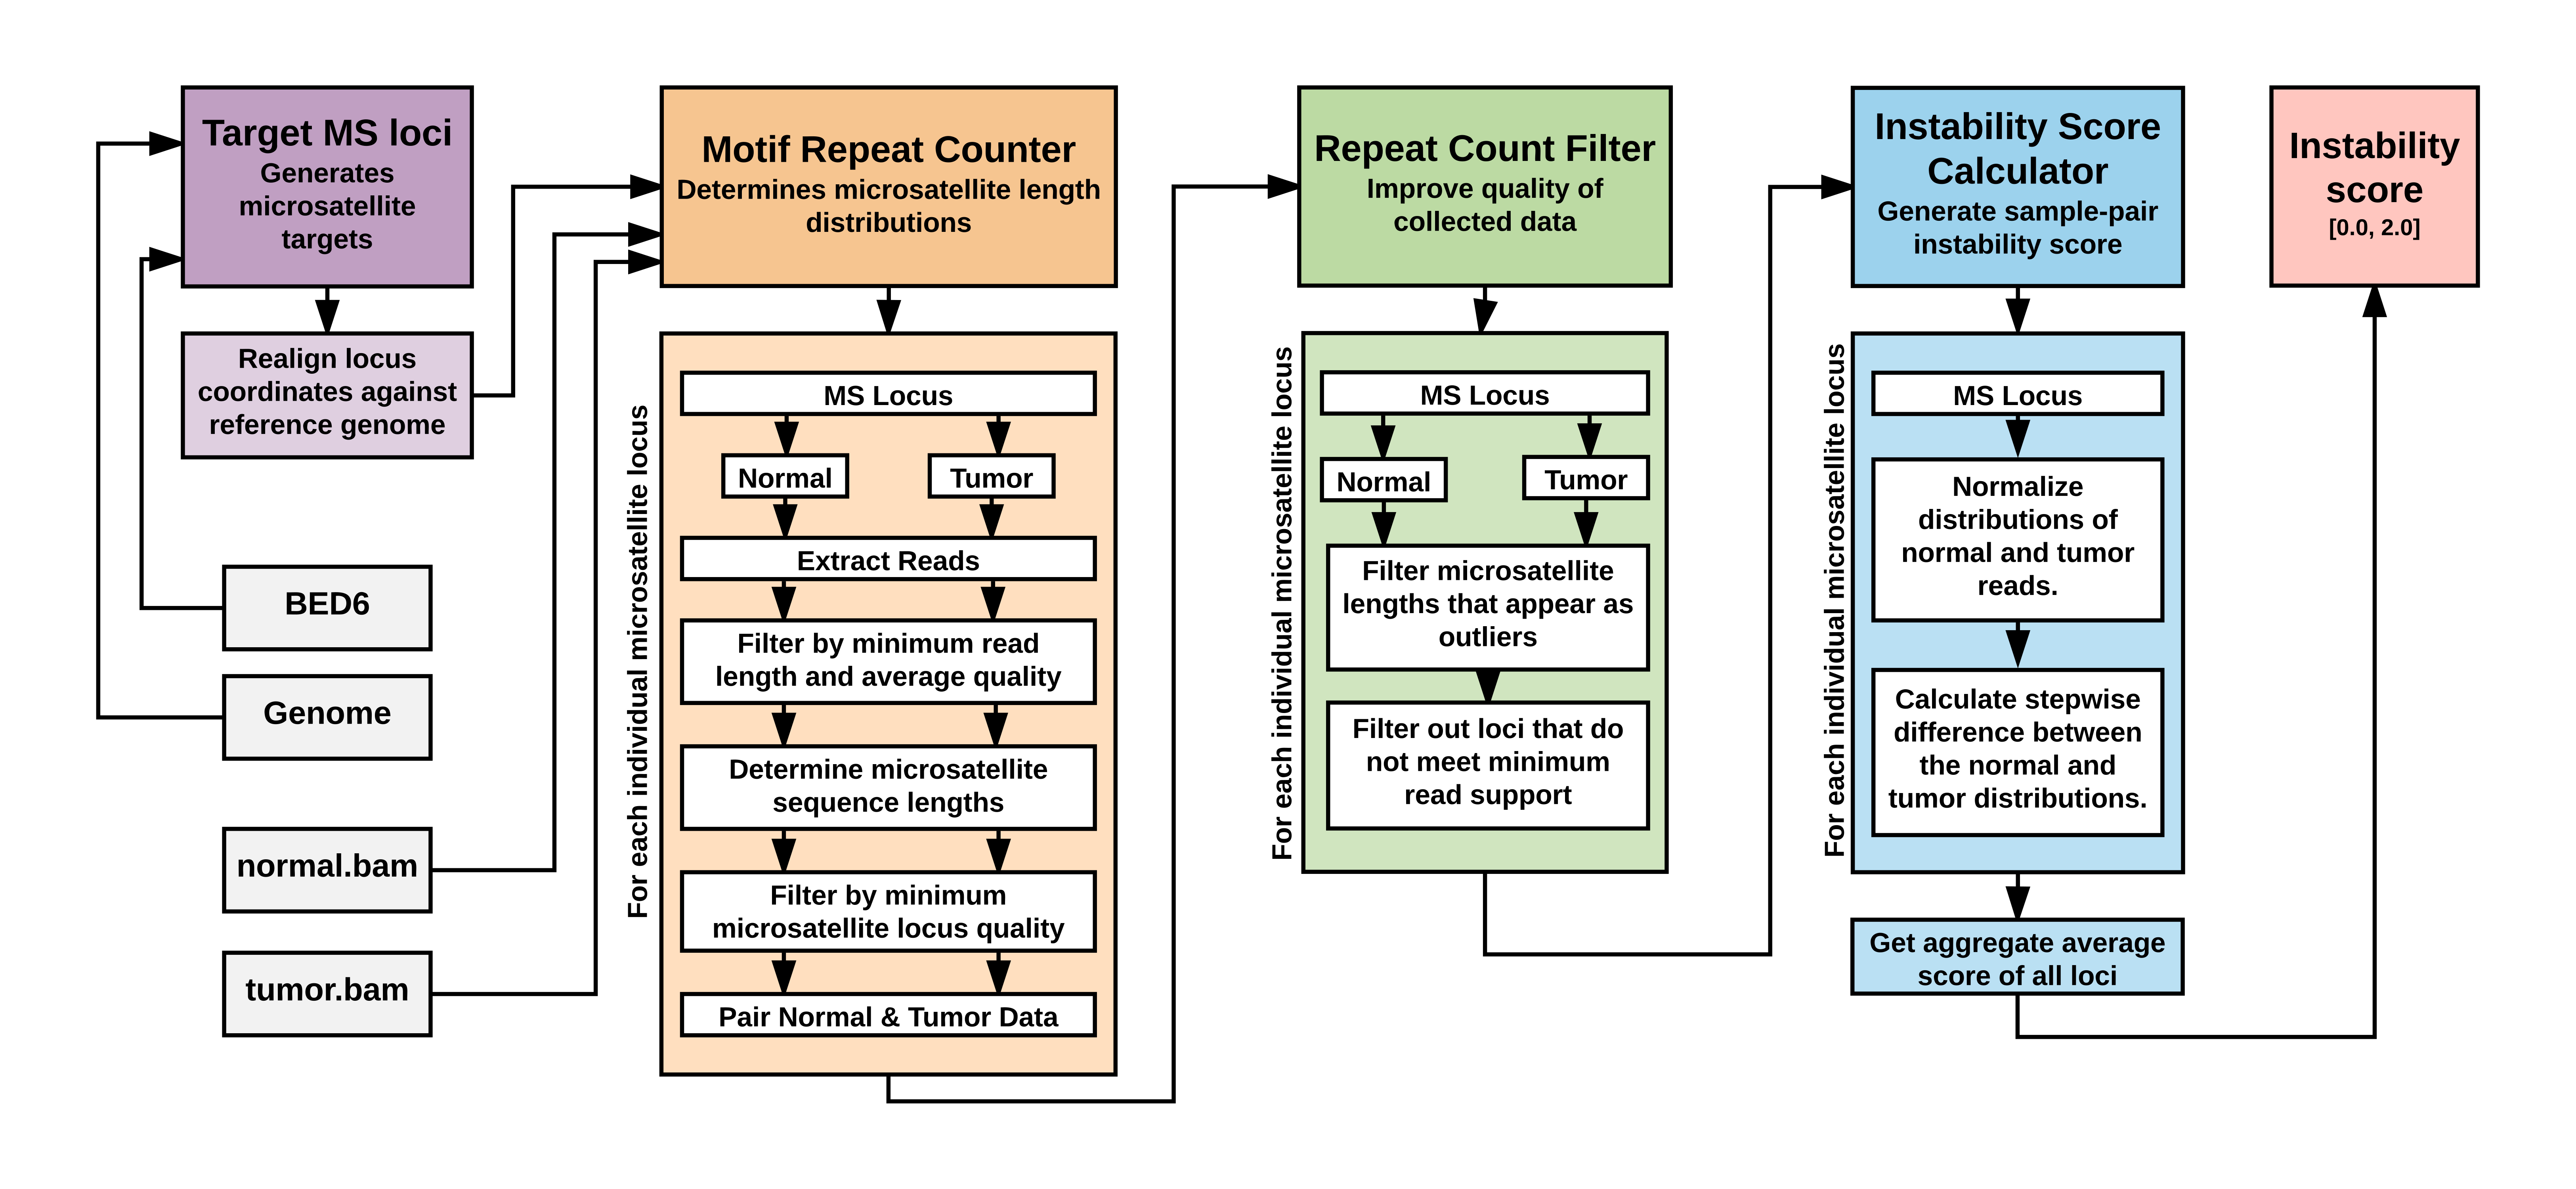 Target MS loci
Generates
microsatellite
targets
Realign locus
coordinates against
reference genome
BED6
Genome
normal.bam
tumor.bam
Motif Repeat Counter
Determines microsatellite length
distributions
For each individual microsatellite locus
MS Locus
Normal
Tumor
Extract Reads
Filter by minimum read
length and average quality
Determine microsatellite
sequence lengths
Filter by minimum
microsatellite locus quality
Pair Normal & Tumor Data
Repeat Count Filter
Improve quality of
collected data
For each individual microsatellite locus
MS Locus
Normal
Tumor
Filter microsatellite
lengths that appear as
outliers
Filter out loci that do
not meet minimum
read support
Instability Score
Calculator
Generate sample-pair
instability score
For each individual microsatellite locus
MS Locus
Normalize
distributions of
normal and tumor
reads.
Calculate stepwise
difference between
the normal and
tumor distributions.
Get aggregate average
score of all loci
Instability
score
[0.0, 2.0]